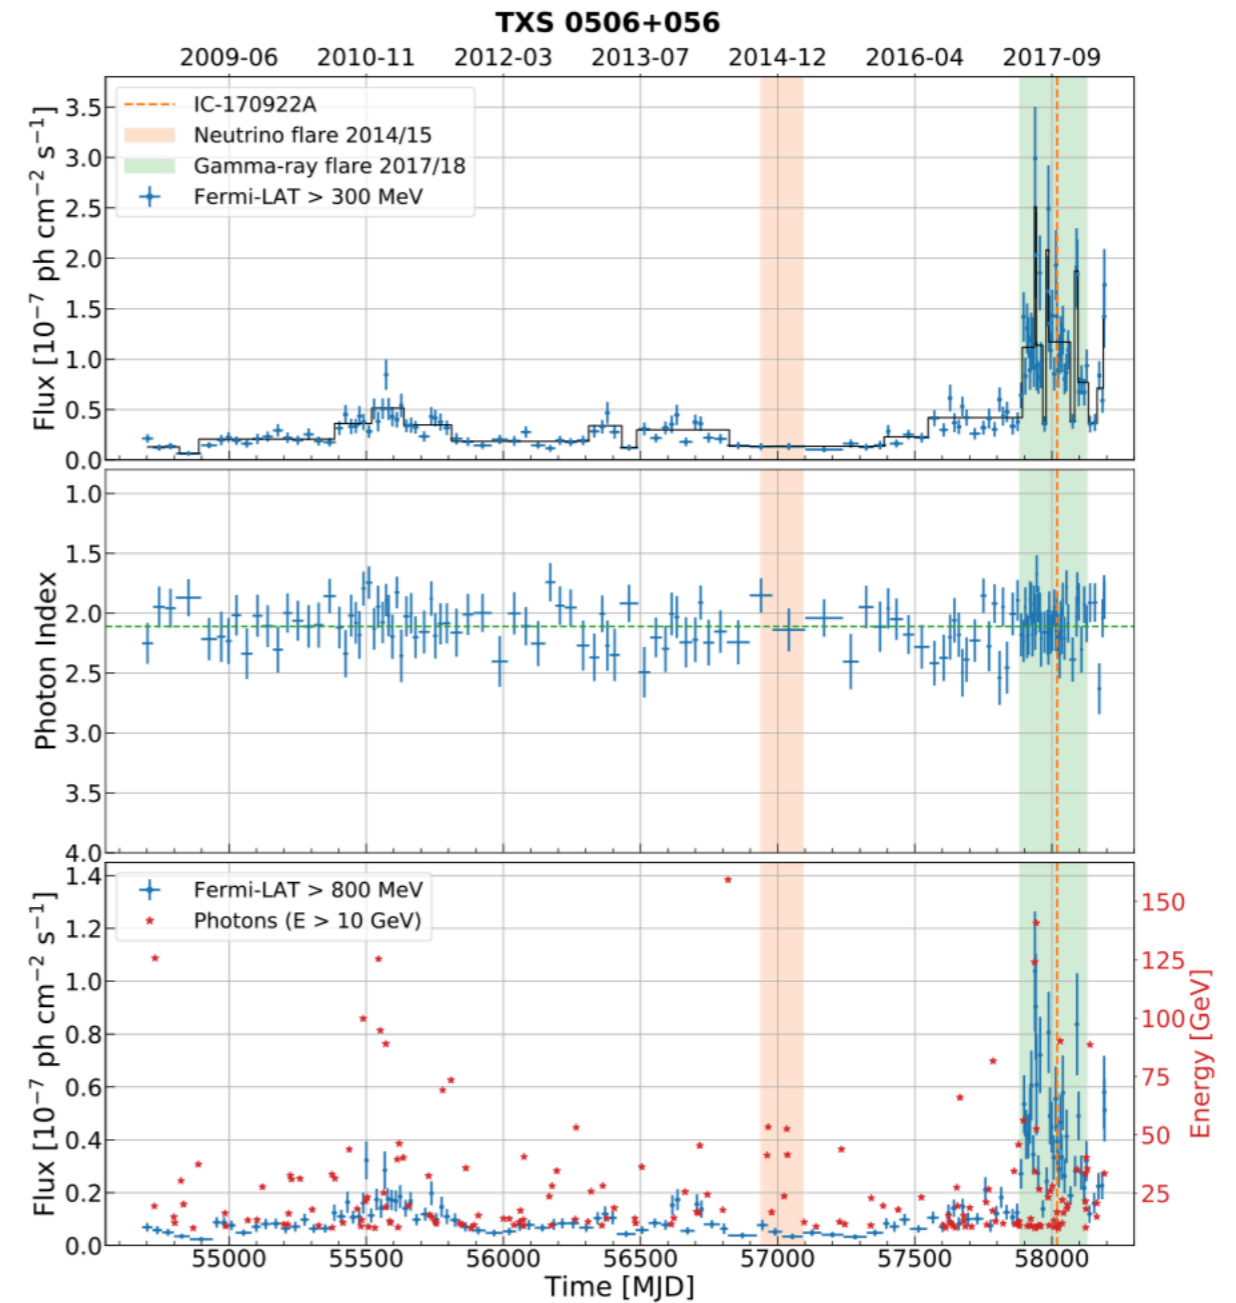 TXS 0506+056
2009-06 2010-11 2012-03 2013-07 2014-12 2016-04 2017-09
IC-170922A
Neutrino flare 2014/15
Gamma-ray flare 2017/18
Fermi-LAT > 300 MeV
Flux [10⁻⁷ ph cm⁻² s⁻¹]
3.5
3.0
2.5
2.0
1.5
1.0
0.5
0.0
Photon Index
1.0
1.5
2.0
2.5
3.0
3.5
4.0
Fermi-LAT > 800 MeV
Photons (E > 10 GeV)
Flux [10⁻⁷ ph cm⁻² s⁻¹]
1.4
1.2
1.0
0.8
0.6
0.4
0.2
0.0
150
125
100
75
50
25
Energy [GeV]
55000 55500 56000 56500 57000 57500 58000
Time [MJD]